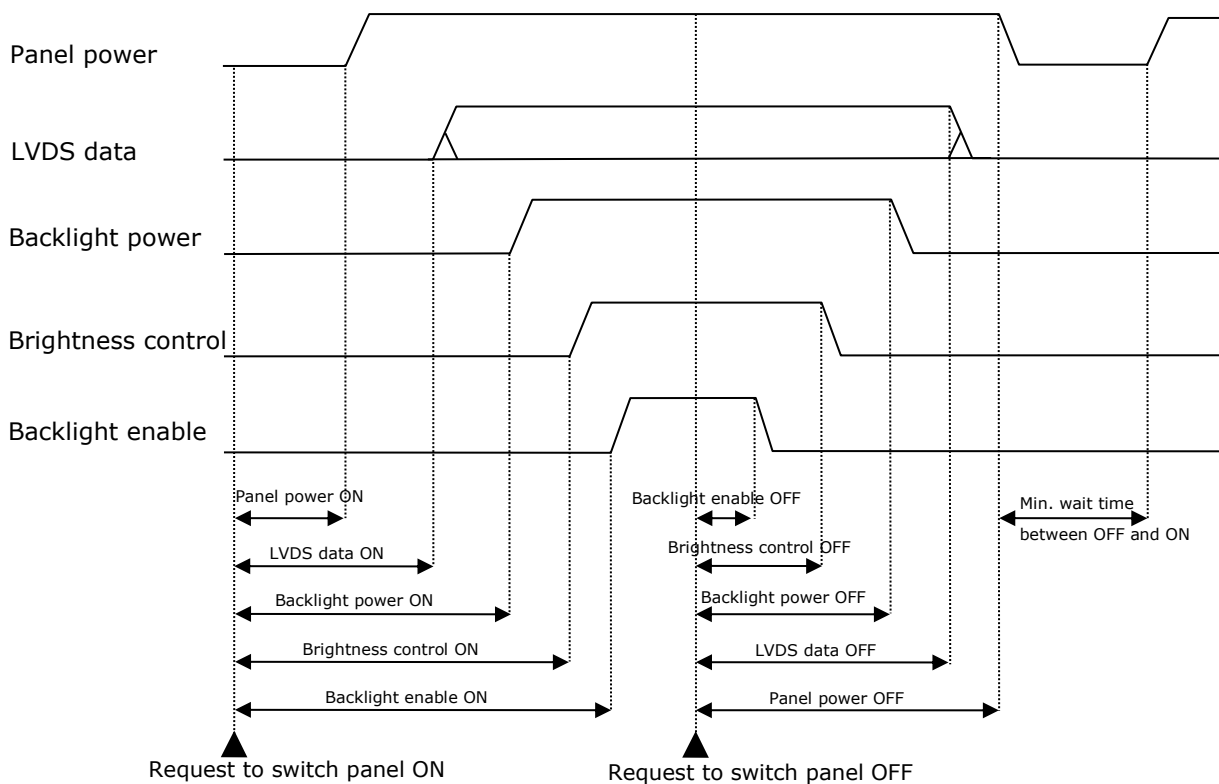 Panel power
LVDS data
Backlight power
Brightness control
Backlight enable
Panel power ON
Backlight enable OFF
Min. wait time
between OFF and ON
LVDS data ON
Brightness control OFF
Backlight power ON
Backlight power OFF
Brightness control ON
LVDS data OFF
Backlight enable ON
Panel power OFF
Request to switch panel ON
Request to switch panel OFF